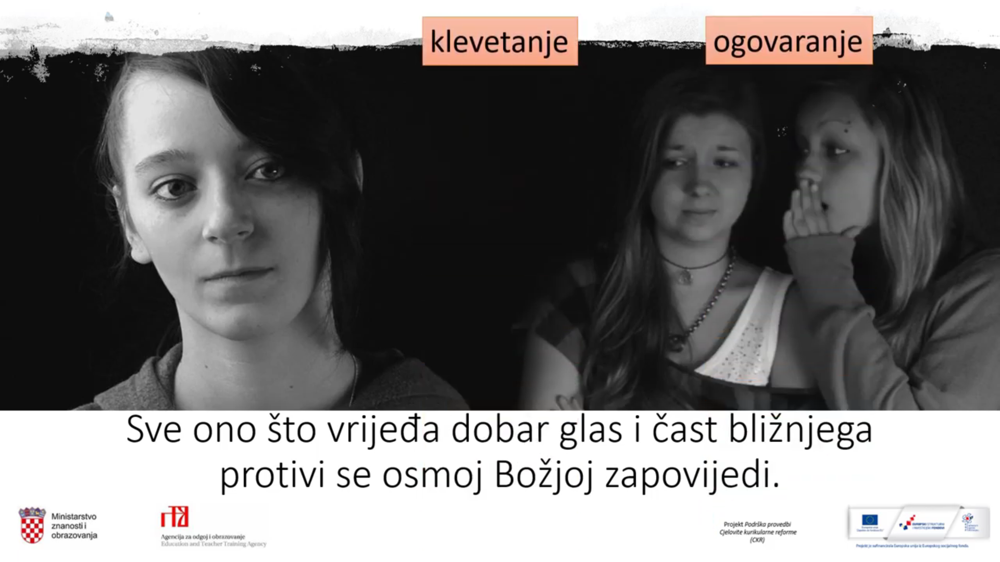 klevetanje
ogovaranje
Sve ono što vrijeđa dobar glas i čast bližnjega
protivi se osmoj Božjoj zapovijedi.
Ministarstvo
znanosti i
obrazovanja
Agencija za odgoj i obrazovanje
Education and Teacher Training Agency
Projekt Podrška provedbi
Cjelovite kurikularne reforme
(CKR)
Projekt je sufinancirala Europska unija iz Europskog socijalnog fonda.